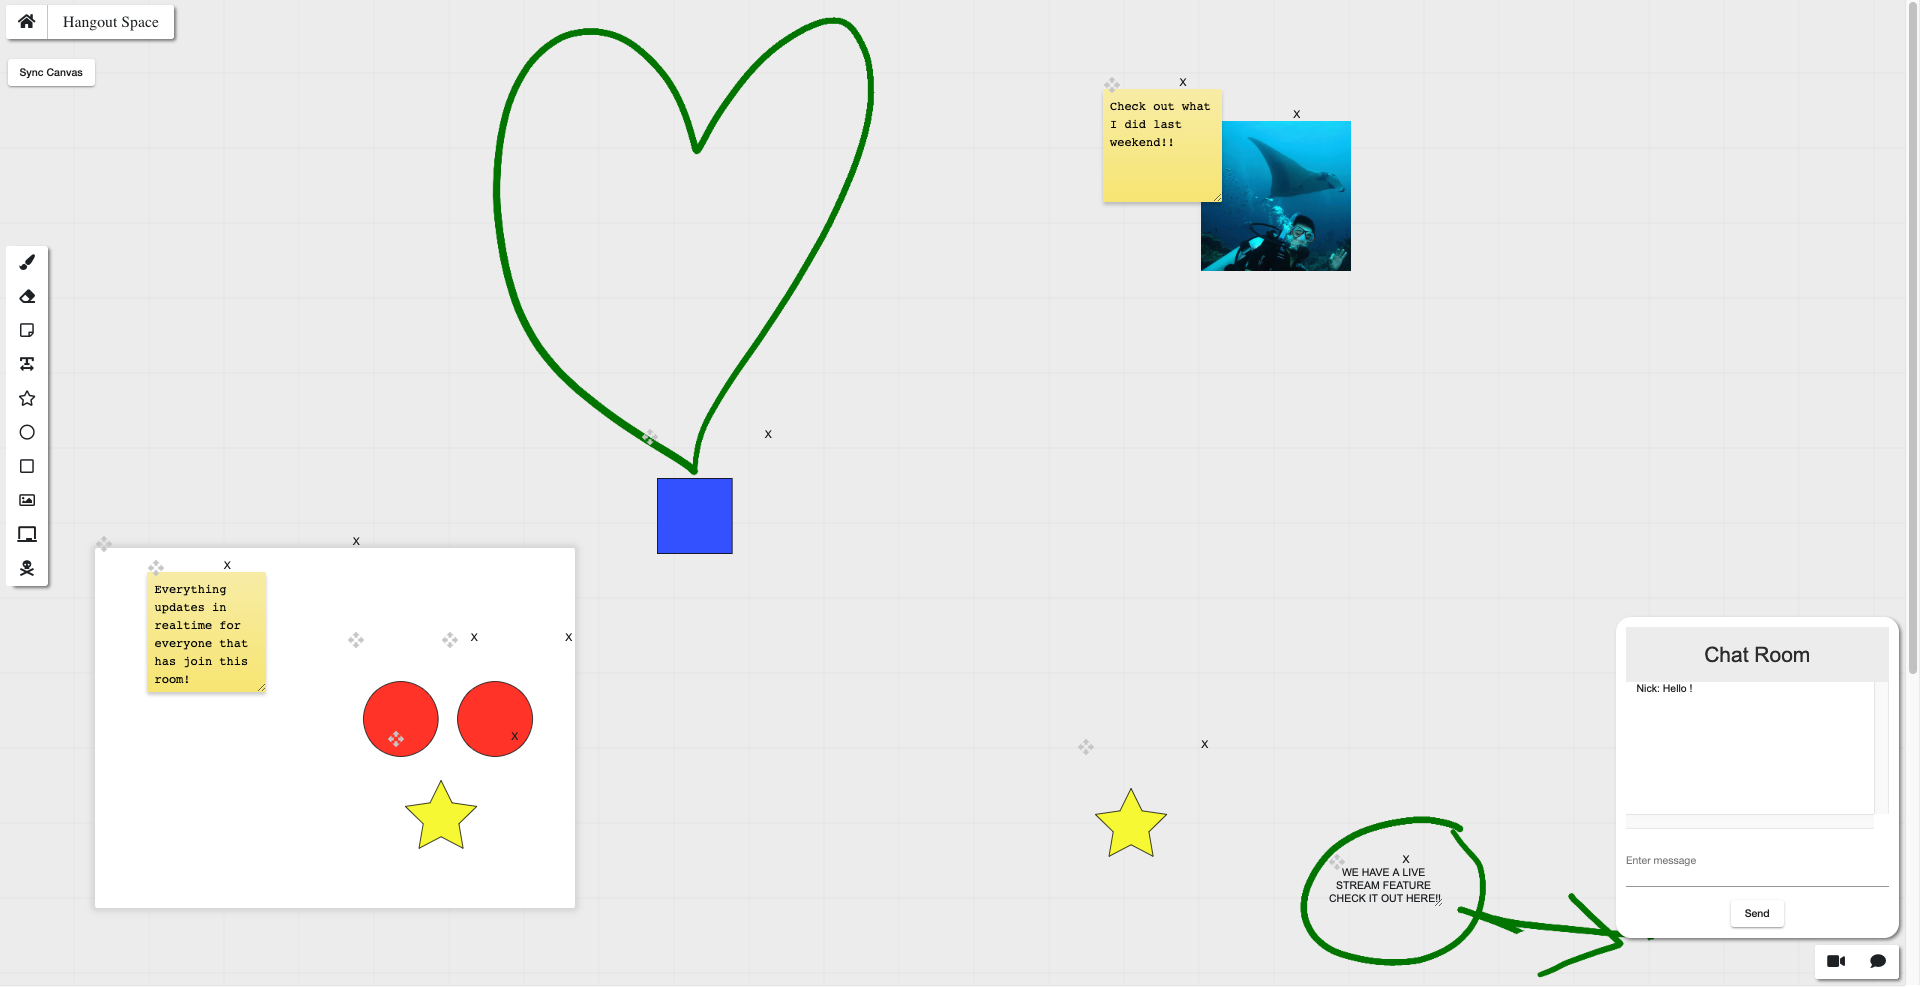 Hangout Space
Sync Canvas
X
Check out what
I did last
weekend!!
X
X
X
X
Everything
updates in
realtime for
everyone that
has join this
room!
X
X
X
X
X
WE HAVE A LIVE
STREAM FEATURE
CHECK IT OUT HERE!!
Chat Room
Nick: Hello !
Enter message
Send